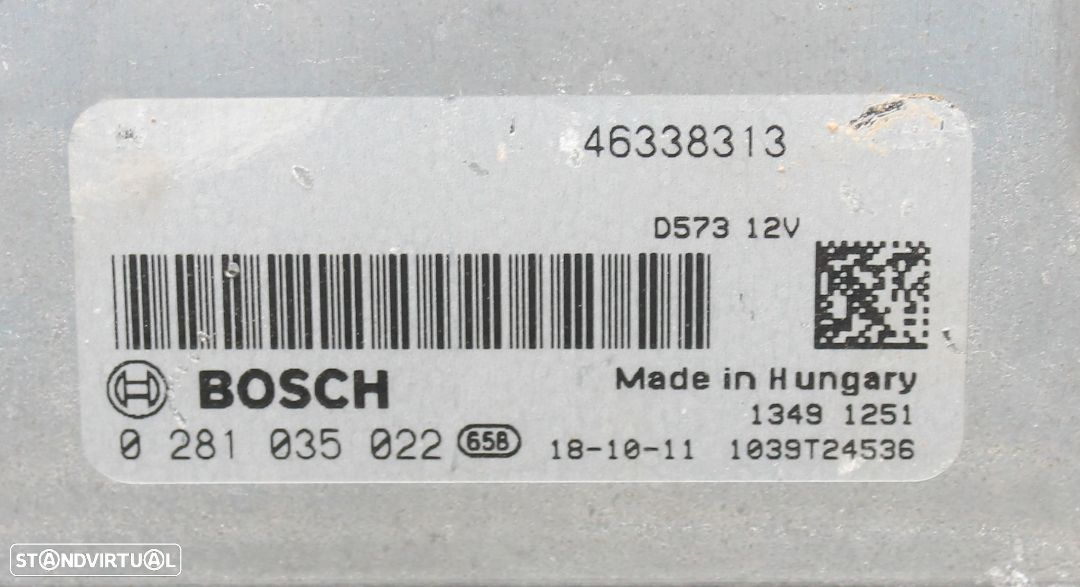 46338313
D573 12V
BOSCH
Made in Hungary
1349 1251
0 281 035 022 658 18-10-11 1039T24536
STANDVIRTUAL